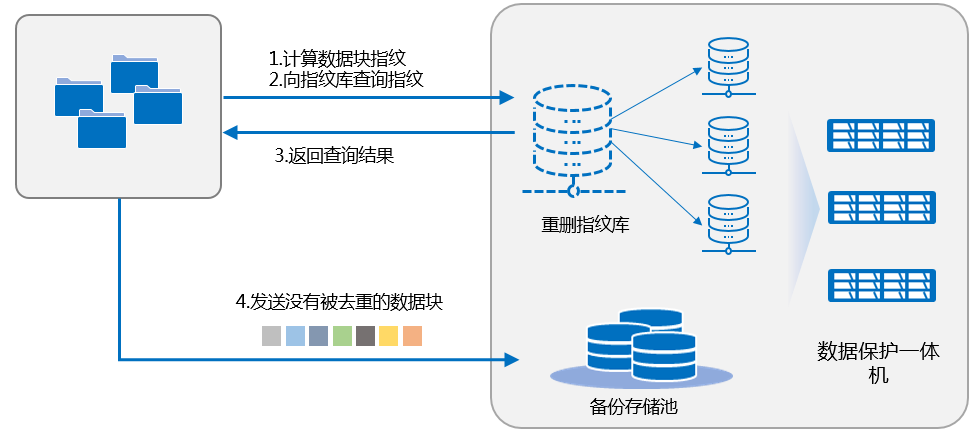 1.计算数据块指纹
2.向指纹库查询指纹
3.返回查询结果
重删指纹库
4.发送没有被去重的数据块
备份存储池
数据保护一体
机